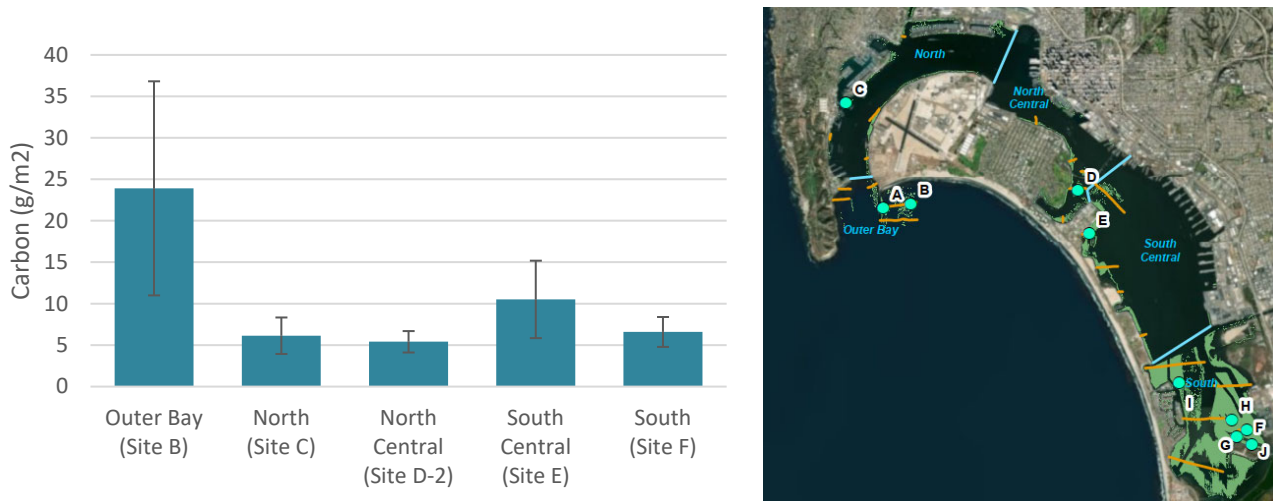 40
35
30
25
20
15
10
5
0
Carbon (g/m2)
Outer Bay
(Site B)
North
(Site C)
North
Central
(Site D-2)
South
Central
(Site E)
South
(Site F)
North
C
North
Central
D
A
B
Outer Bay
E
South
Central
South
I
H
F
G
J